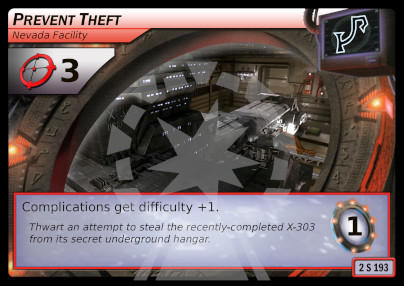 PREVENT THEFT
Nevada Facility
3
Complications get difficulty +1.
Thwart an attempt to steal the recently-completed X-303
from its secret underground hangar.
1
2 S 193